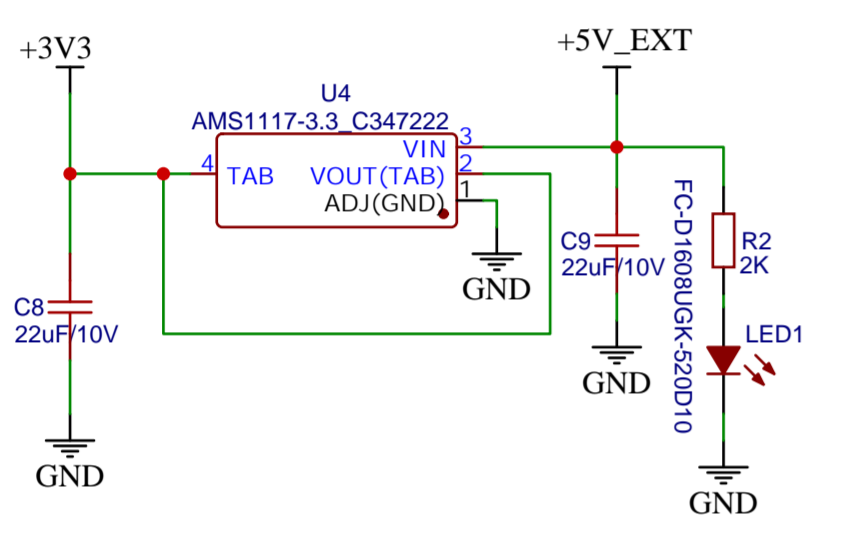 +3V3
+5V_EXT
U4
AMS1117-3.3_C347222
VIN
3
4
TAB
VOUT(TAB)
2
ADJ(GND)
1
GND
C9
22uF/10V
GND
FC-D1608UGK-520D10
R2
2K
LED1
GND
C8
22uF/10V
GND